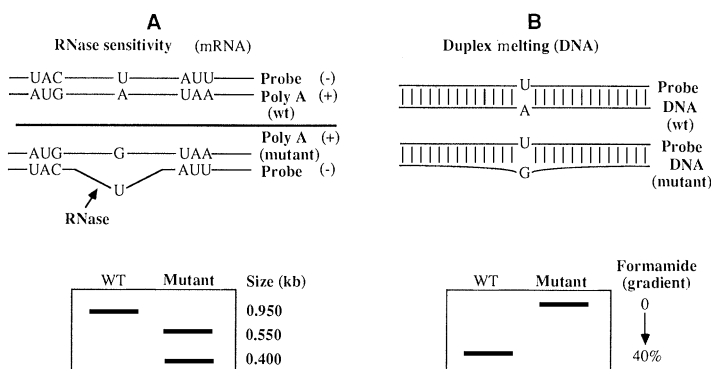 A
RNase sensitivity (mRNA)
UAC U AUU Probe (-)
AUG A UAA Poly A (+)
(wt)
Poly A (+)
AUG G UAA (mutant)
UAC AUU Probe (-)
U
RNase
WT Mutant Size (kb)
0.950
0.550
0.400
B
Duplex melting (DNA)
U Probe
A DNA
(wt)
U Probe
G DNA
(mutant)
Formamide
WT Mutant (gradient)
0
40%